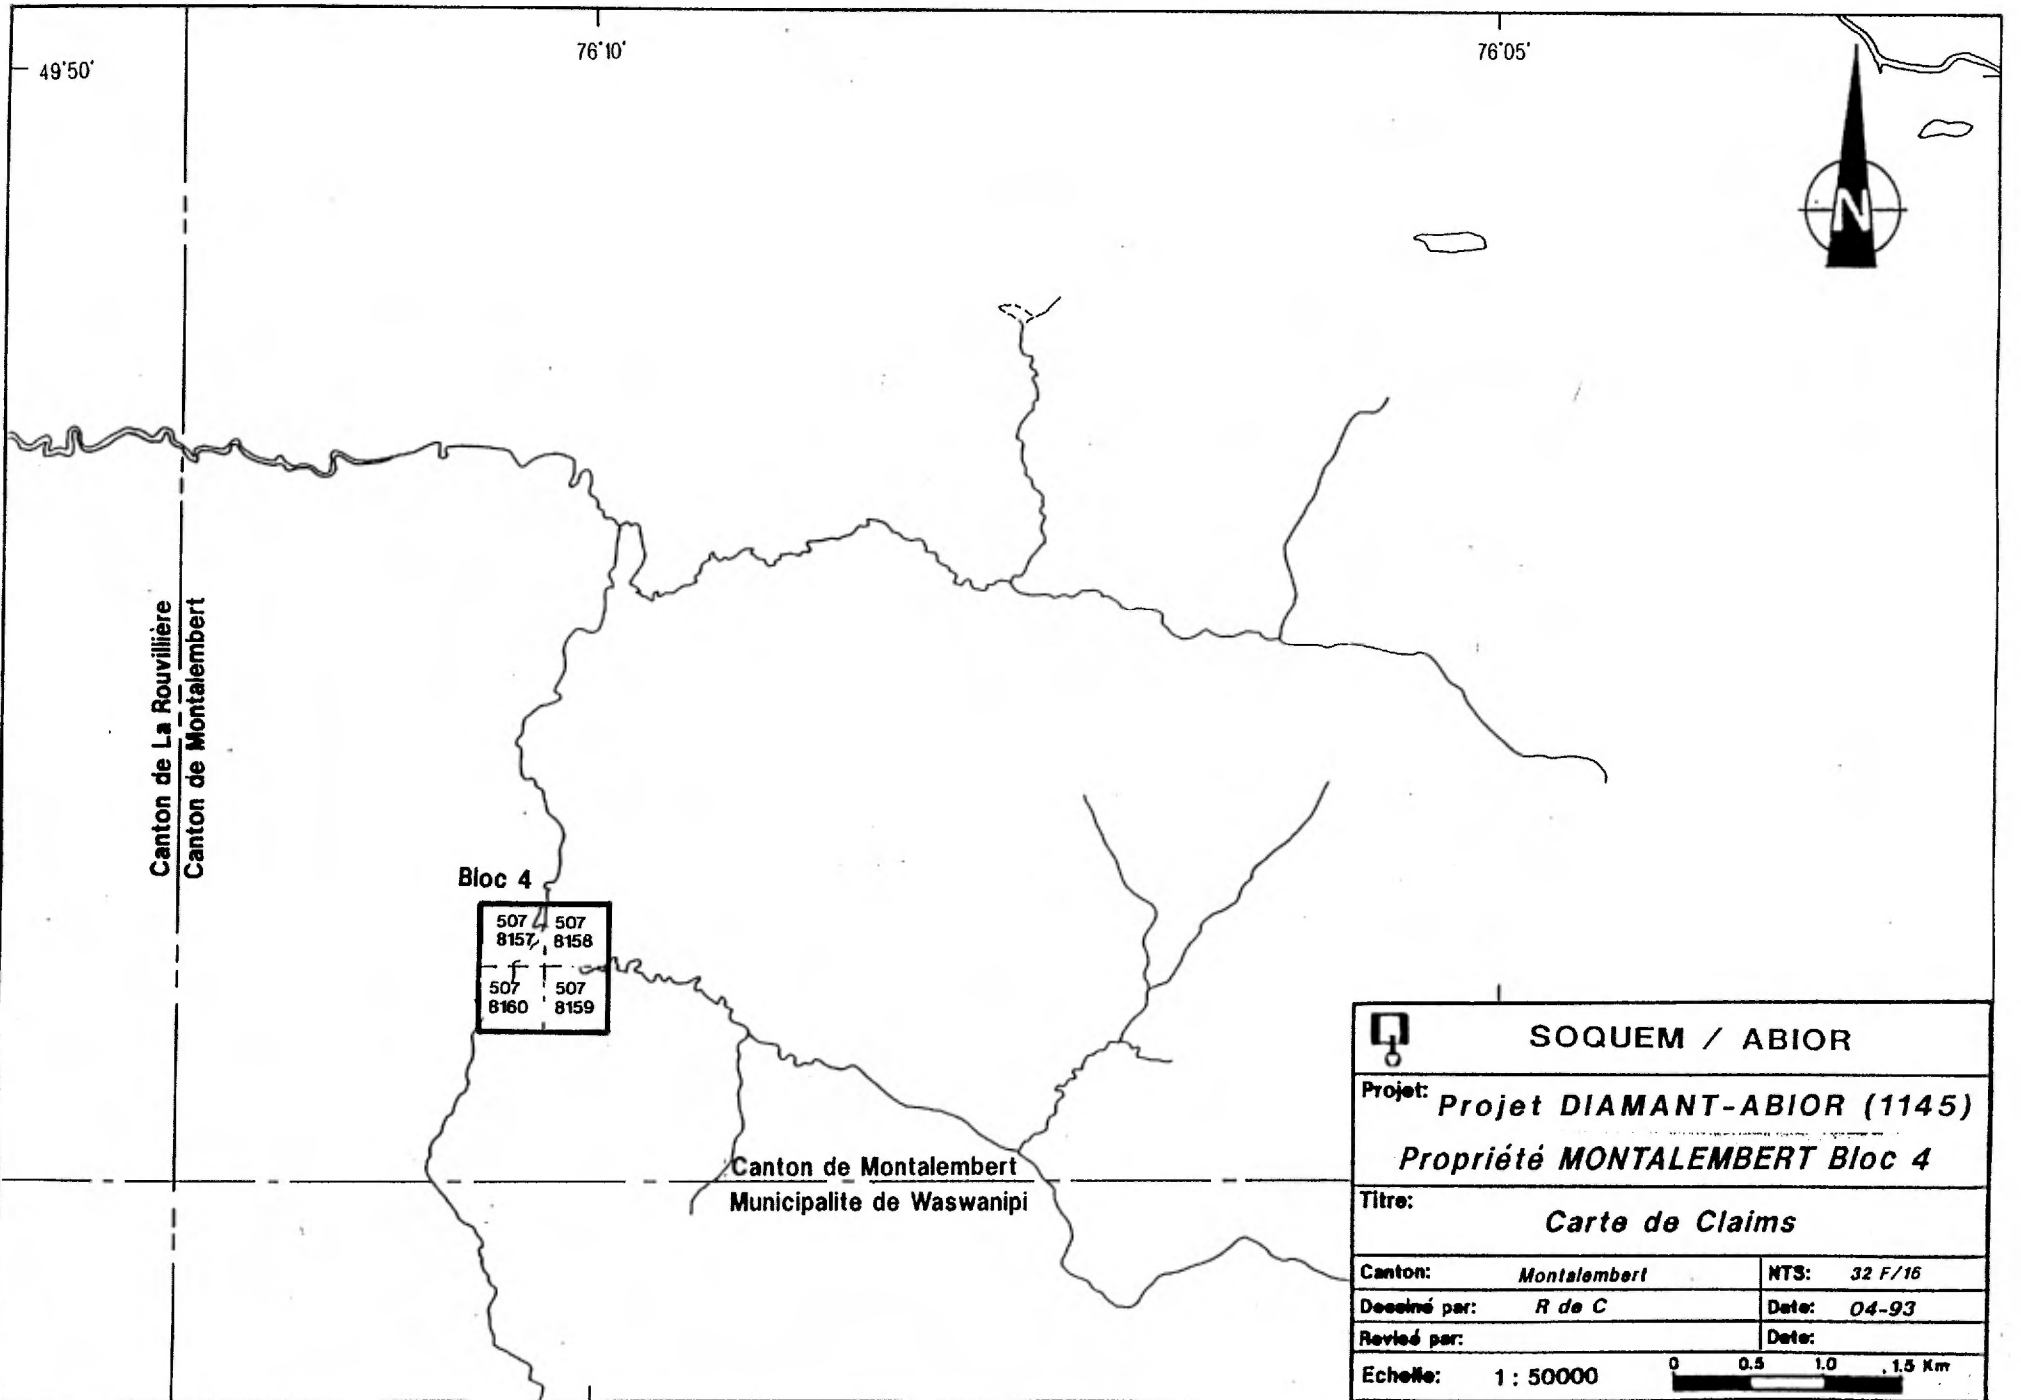 76°10'
76°05'
49°50'
N
Canton de La Rouvillière
Canton de Montalembert
Bloc 4
507
8157
507
8158
507
8160
507
8159
Canton de Montalembert
Municipalite de Waswanipi
SOQUEM / ABIOR
Projet: Projet DIAMANT-ABIOR (1145)
Propriété MONTALEMBERT Bloc 4
Titre:
Carte de Claims
Canton: Montalembert NTS: 32 F/16
Dessiné par: R de C Date: 04-93
Revisé par: Date:
Echelle: 1 : 50000 0 0.5 1.0 1.5 Km